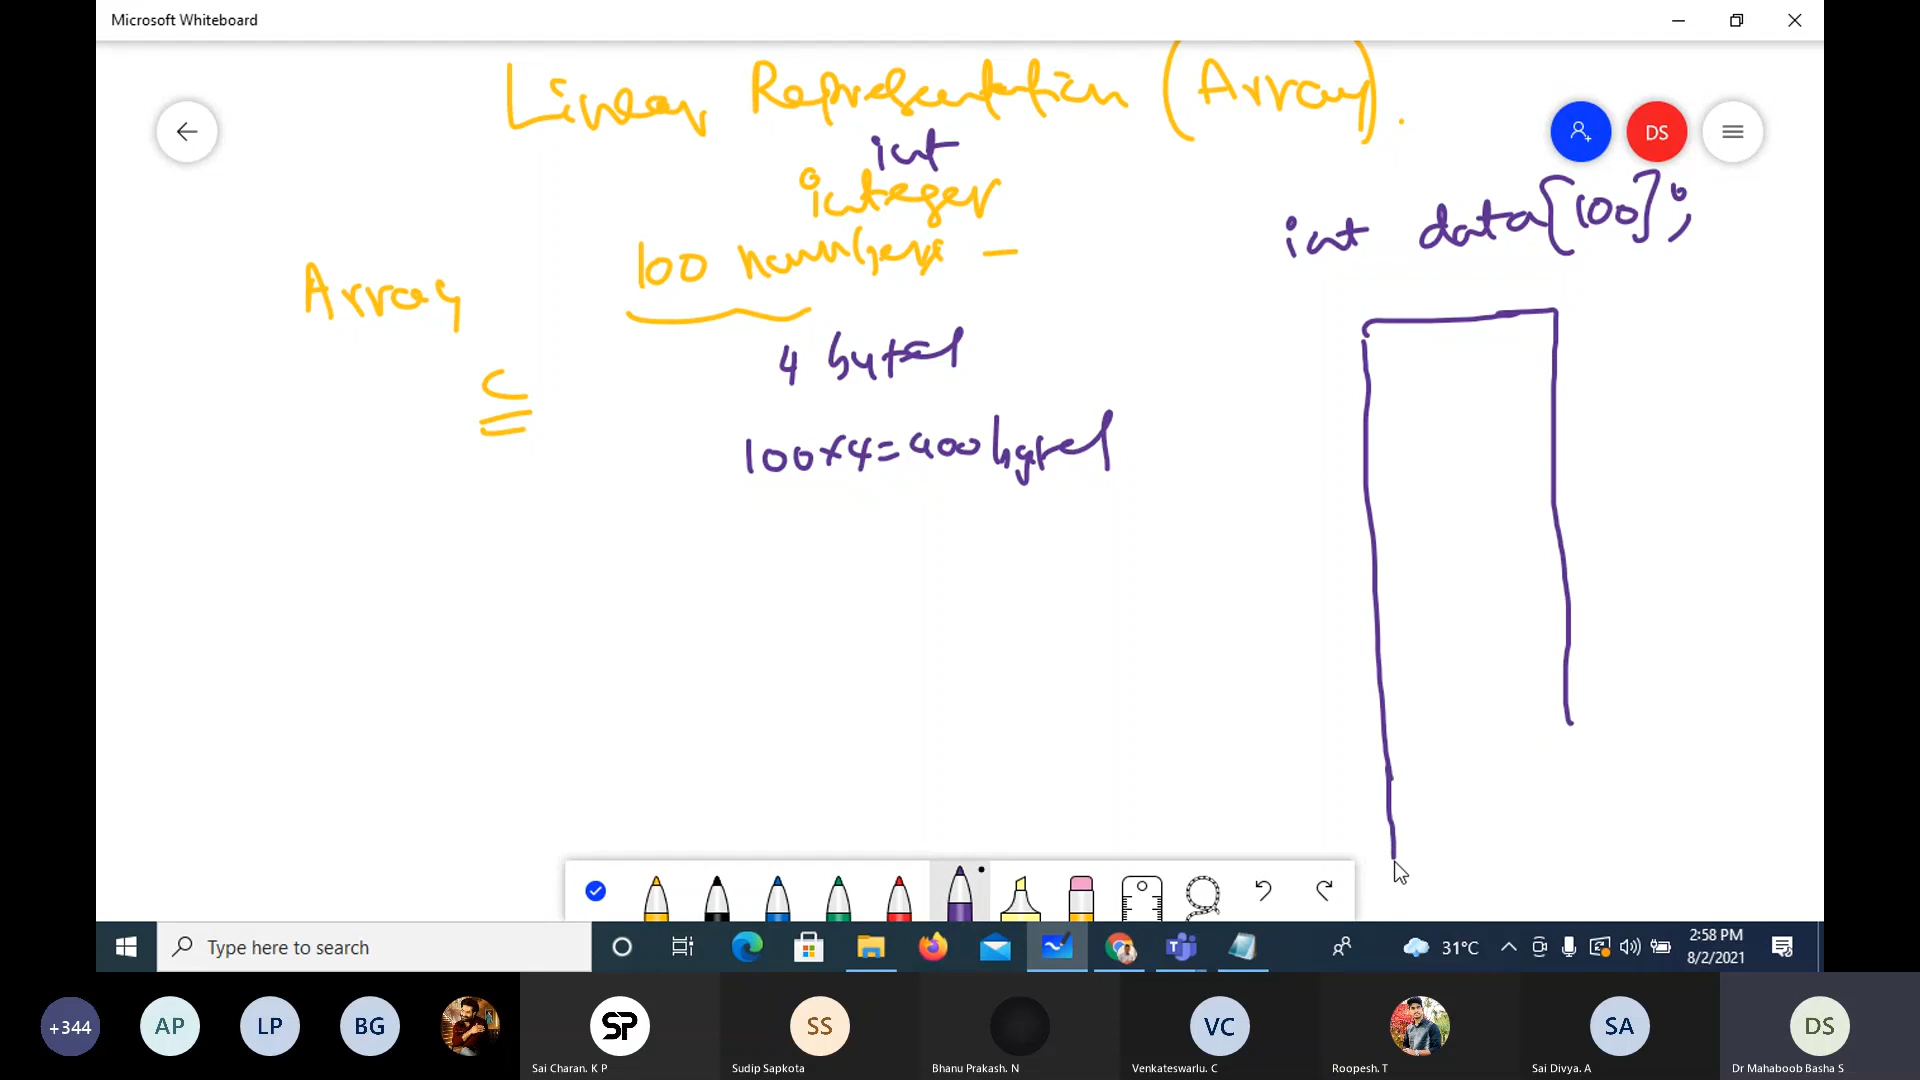 Microsoft Whiteboard
Linear Representation (Array).
int
integer
100 numbers -
Array
C
4 bytes
100*4=400 bytes
int data[100];
DS
Type here to search
31°C
2:58 PM
8/2/2021
+344
AP
LP
BG
SP
Sai Charan. K P
SS
Sudip Sapkota
Bhanu Prakash. N
VC
Venkateswarlu. C
Roopesh. T
SA
Sai Divya. A
DS
Dr Mahaboob Basha S